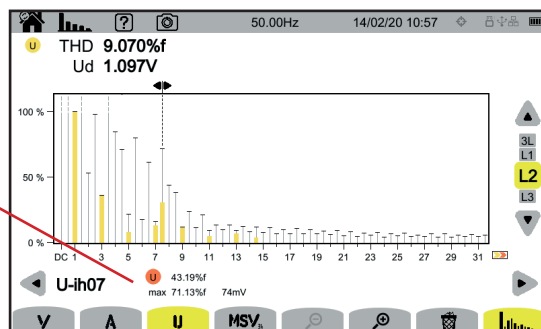 50.00Hz 14/02/20 10:57
U THD 9.070%f
Ud 1.097V
100 %
3L
L1
50 %
L2
L3
0 %
DC 1 3 5 7 9 11 13 15 17 19 21 23 25 27 29 31
U-ih07 U 43.19%f
max 71.13%f 74mV
A U MSV